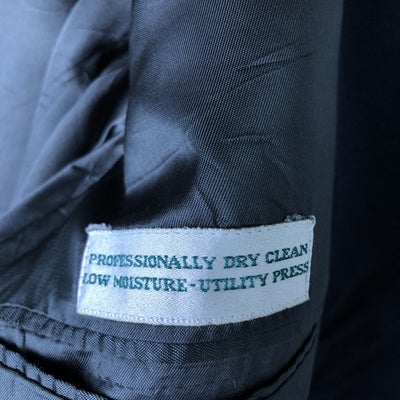 PROFESSIONALLY DRY CLEAN
LOW MOISTURE - UTILITY PRESS